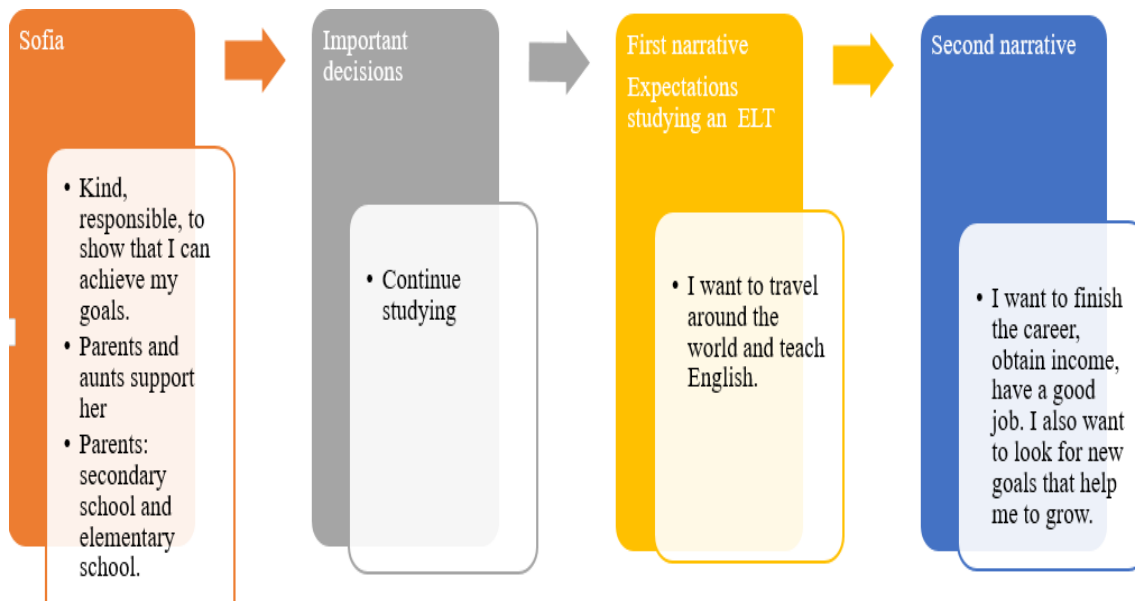 Sofia
• Kind,
responsible, to
show that I can
achieve my
goals.
• Parents and
aunts support
her
• Parents:
secondary
school and
elementary
school.
Important
decisions
• Continue
studying
First narrative
Expectations
studying an ELT
• I want to travel
around the
world and teach
English.
Second narrative
• I want to finish
the career,
obtain income,
have a good
job. I also want
to look for new
goals that help
me to grow.